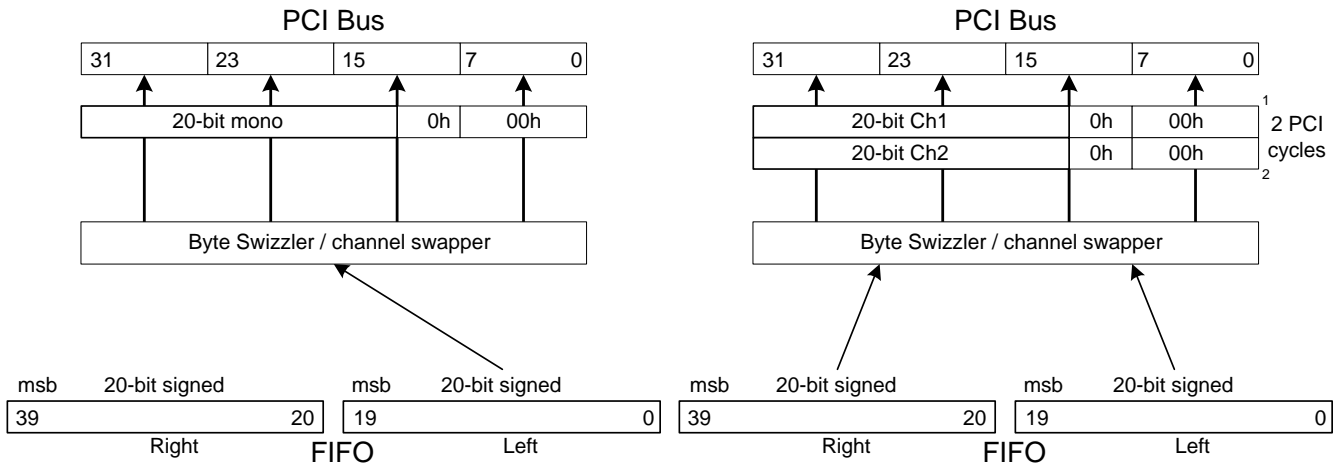 PCI Bus
31 23 15 7 0
20-bit mono 0h 00h
Byte Swizzler / channel swapper
msb 20-bit signed msb 20-bit signed
39 20 19 0
Right Left
FIFO
PCI Bus
31 23 15 7 0
20-bit Ch1 0h 00h
20-bit Ch2 0h 00h
1
2 PCI
cycles
2
Byte Swizzler / channel swapper
msb 20-bit signed msb 20-bit signed
39 20 19 0
Right Left
FIFO